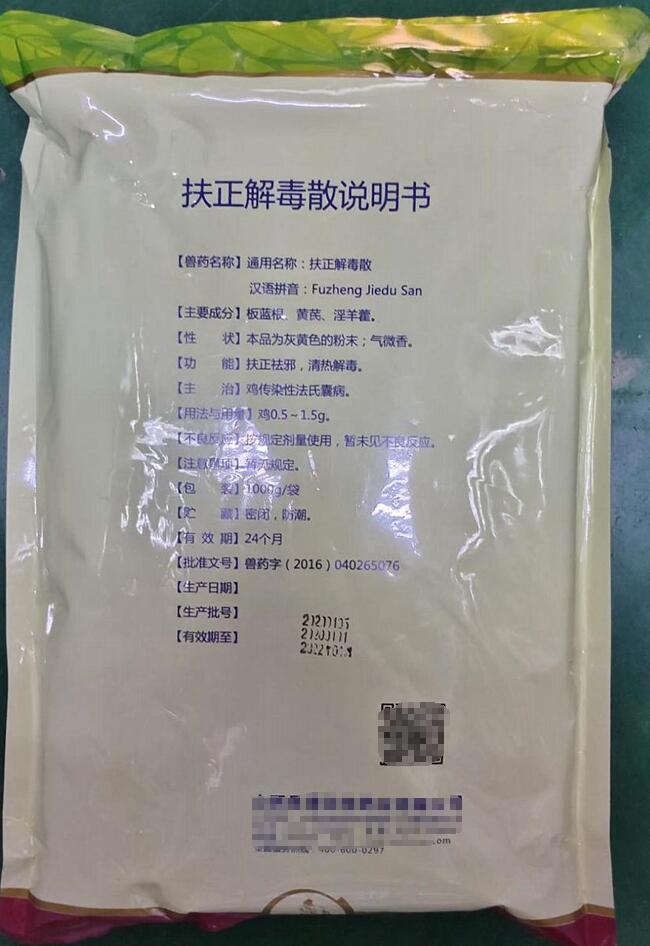 扶正解毒散说明书
【兽药名称】通用名称：扶正解毒散
汉语拼音：Fuzheng Jiedu San
【主要成分】板蓝根、黄芪、淫羊藿。
【性 状】本品为灰黄色的粉末；气微香。
【功 能】扶正祛邪，清热解毒。
【主 治】鸡传染性法氏囊病。
【用法与用量】鸡0.5～1.5g。
【不良反应】按规定剂量使用，暂未见不良反应。
【注意事项】暂无规定。
【包 装】1000g/袋
【贮 藏】密闭，防潮。
【有 效 期】24个月
【批准文号】兽药字（2016）040265076
【生产日期】
【生产批号】
【有效期至】
400-600-0297
.com